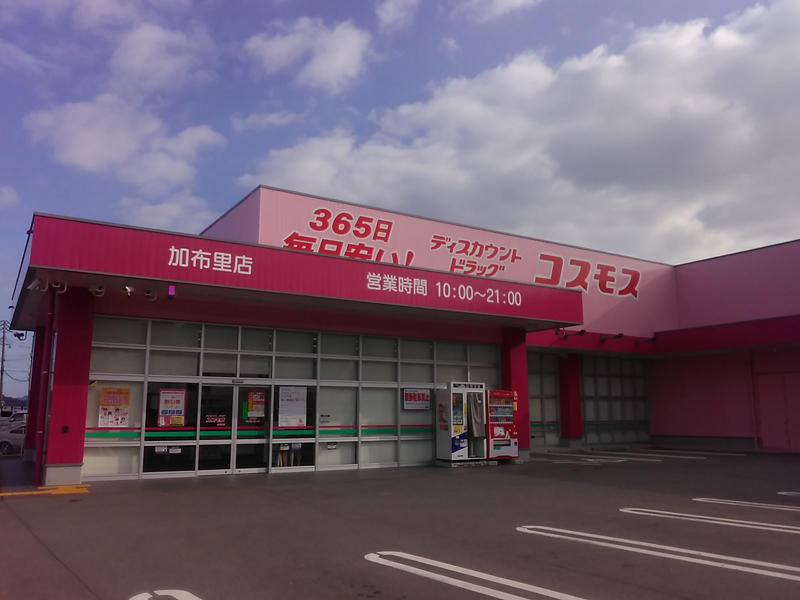 365日
毎日安い!
ディスカウント
ドラッグ
コスモス
加布里店
営業時間 10:00〜21:00